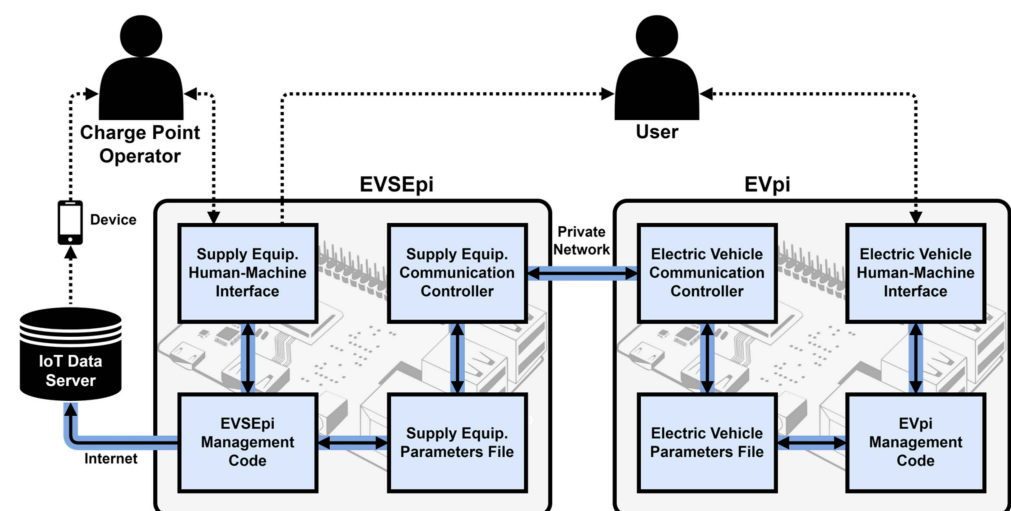 Charge Point
Operator
User
EVSEpi
EVpi
Device
Private
Network
Supply Equip.
Human-Machine
Interface
Supply Equip.
Communication
Controller
Electric Vehicle
Communication
Controller
Electric Vehicle
Human-Machine
Interface
IoT Data
Server
Internet
EVSEpi
Management
Code
Supply Equip.
Parameters File
Electric Vehicle
Parameters File
EVpi
Management
Code